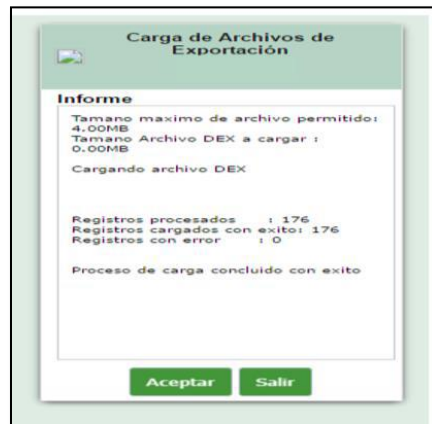 Carga de Archivos de
Exportación
Informe
Tamano maximo de archivo permitido:
4.00MB
Tamano Archivo DEX a cargar :
0.00MB
Cargando archivo DEX
Registros procesados : 176
Registros cargados con exito: 176
Registros con error : 0
Proceso de carga concluido con exito
Aceptar Salir